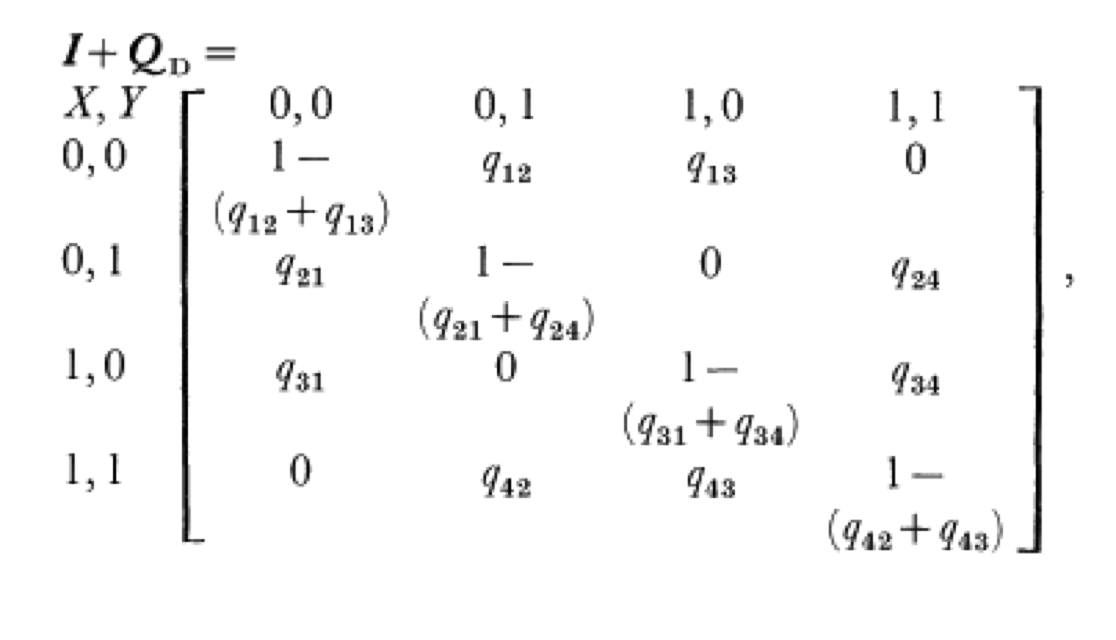 I+Q_D =
X, Y 0,0 0,1 1,0 1,1
0,0 1− q₁₂ q₁₃ 0
(q₁₂+q₁₃)
0,1 q₂₁ 1− 0 q₂₄ ,
(q₂₁+q₂₄)
1,0 q₃₁ 0 1− q₃₄
(q₃₁+q₃₄)
1,1 0 q₄₂ q₄₃ 1−
(q₄₂+q₄₃)